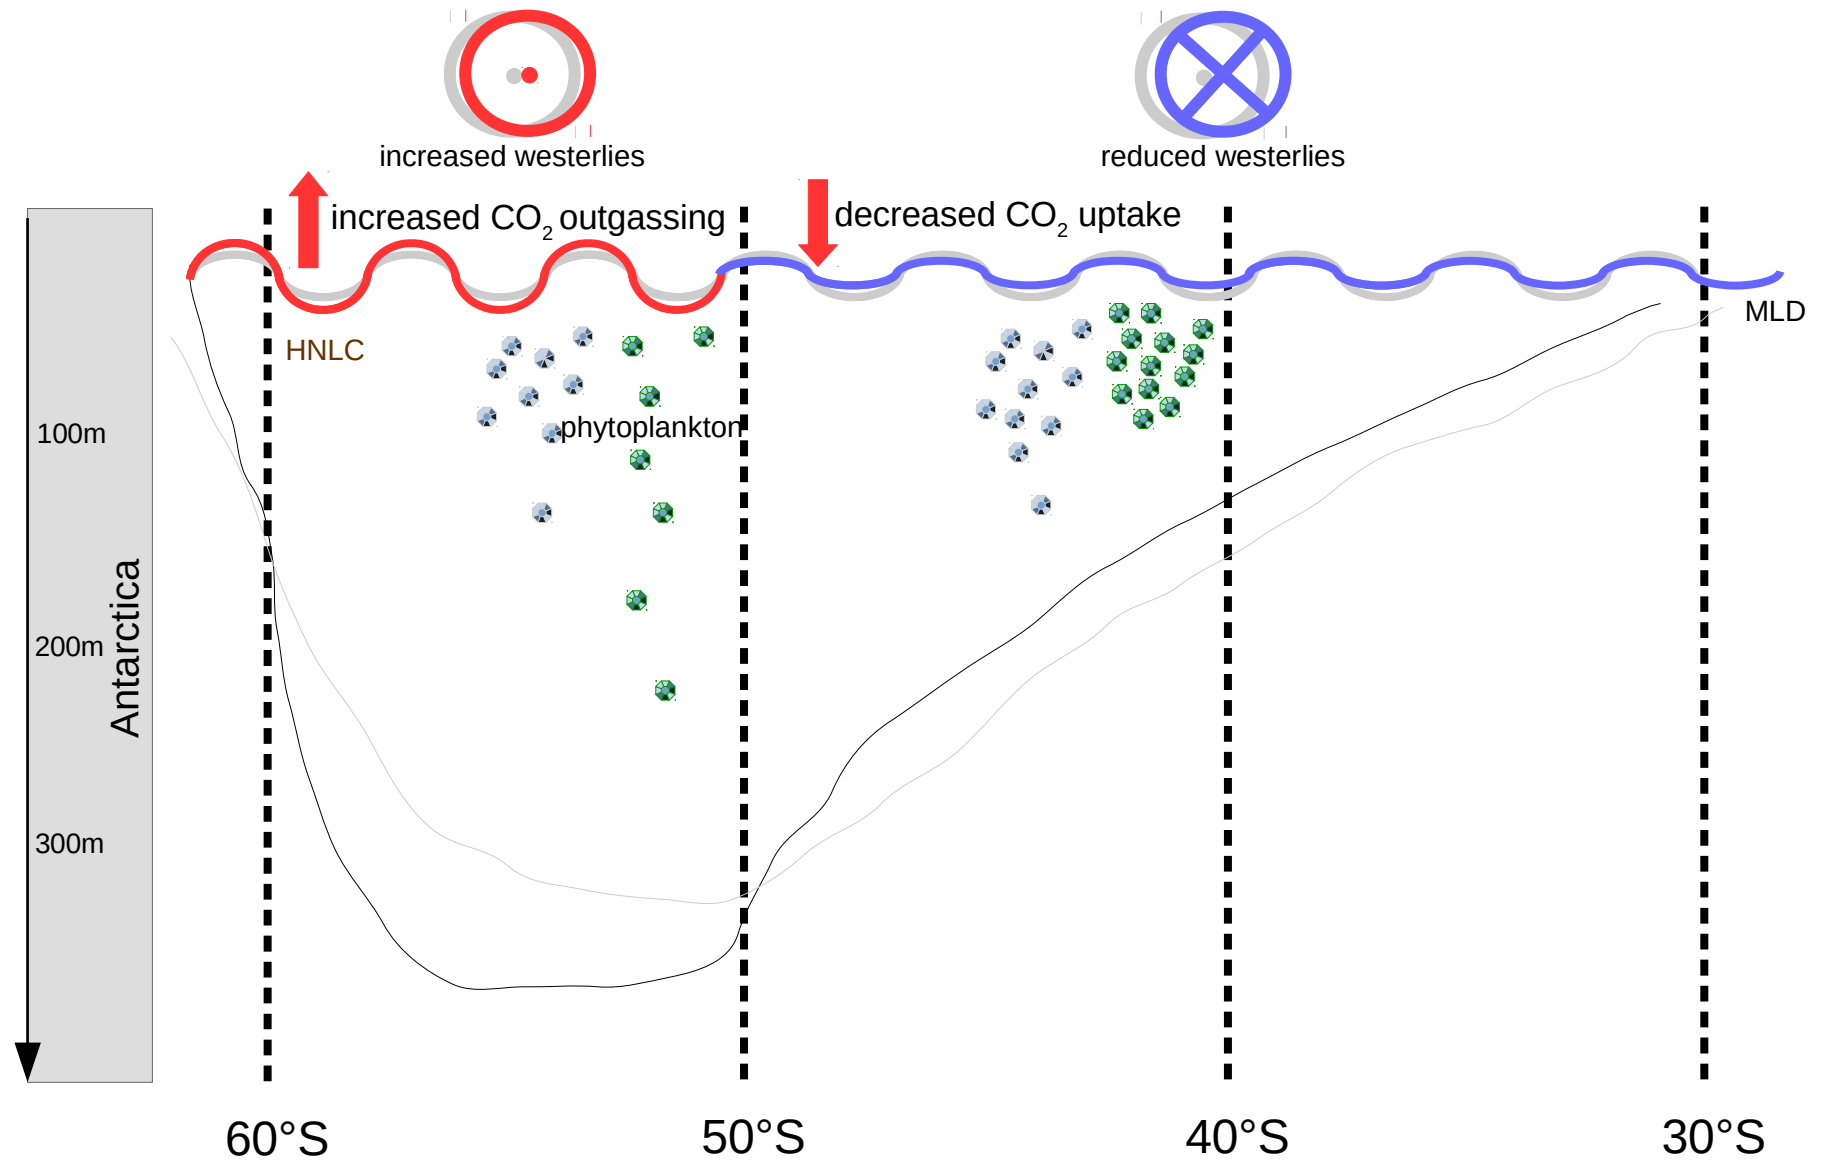 increased westerlies
reduced westerlies
increased CO2 outgassing
decreased CO2 uptake
MLD
HNLC
phytoplankton
100m
200m
300m
Antarctica
60°S
50°S
40°S
30°S